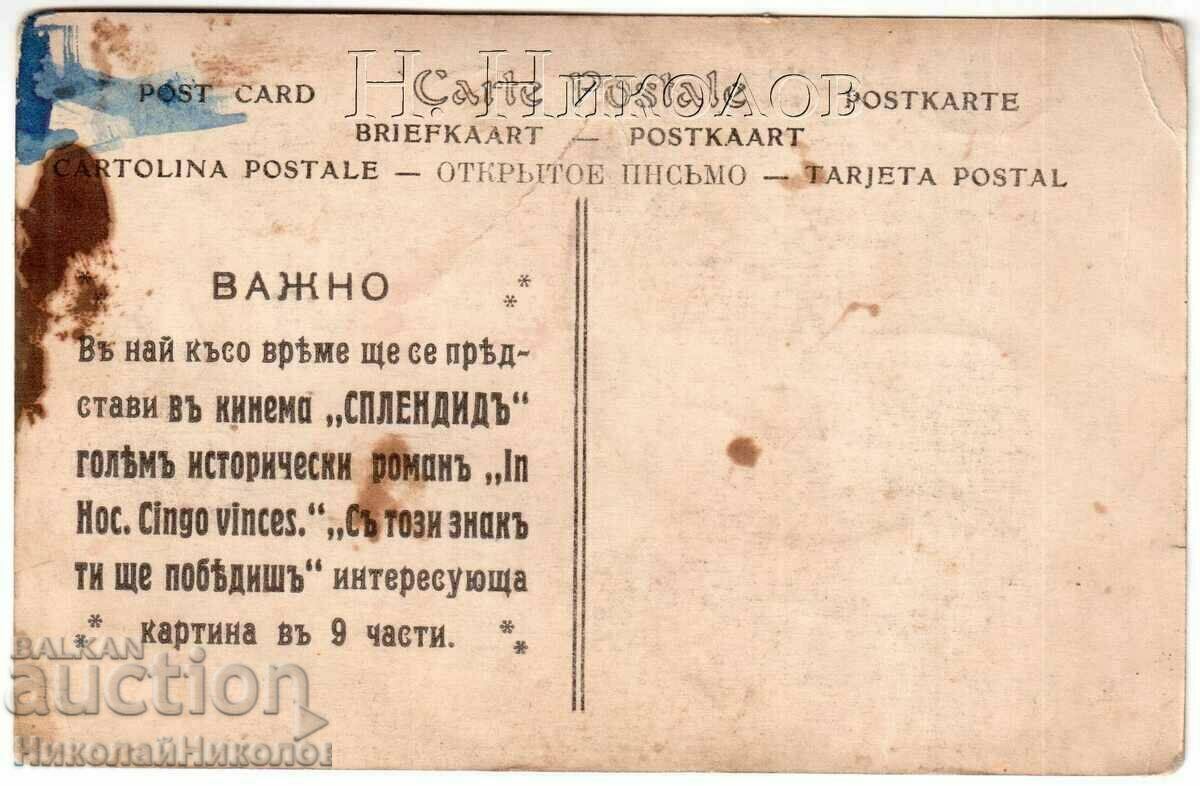 Н. Николов
POST CARD Carte Postale POSTKARTE
BRIEFKAART — POSTKAART
CARTOLINA POSTALE — ОТКРЫТОЕ ПИСЬМО — TARJETA POSTAL
ВАЖНО
Въ най късо врѣме ще се прѣд-
стави въ кинема „СПЛЕНДИДЪ“
голѣмъ исторически романъ „In
Hoc. Cingo vinces.“ „Съ този знакъ
ти ще побѣдишъ“ интересующа
картина въ 9 части.
BALKAN
auction
НиколайНиколов